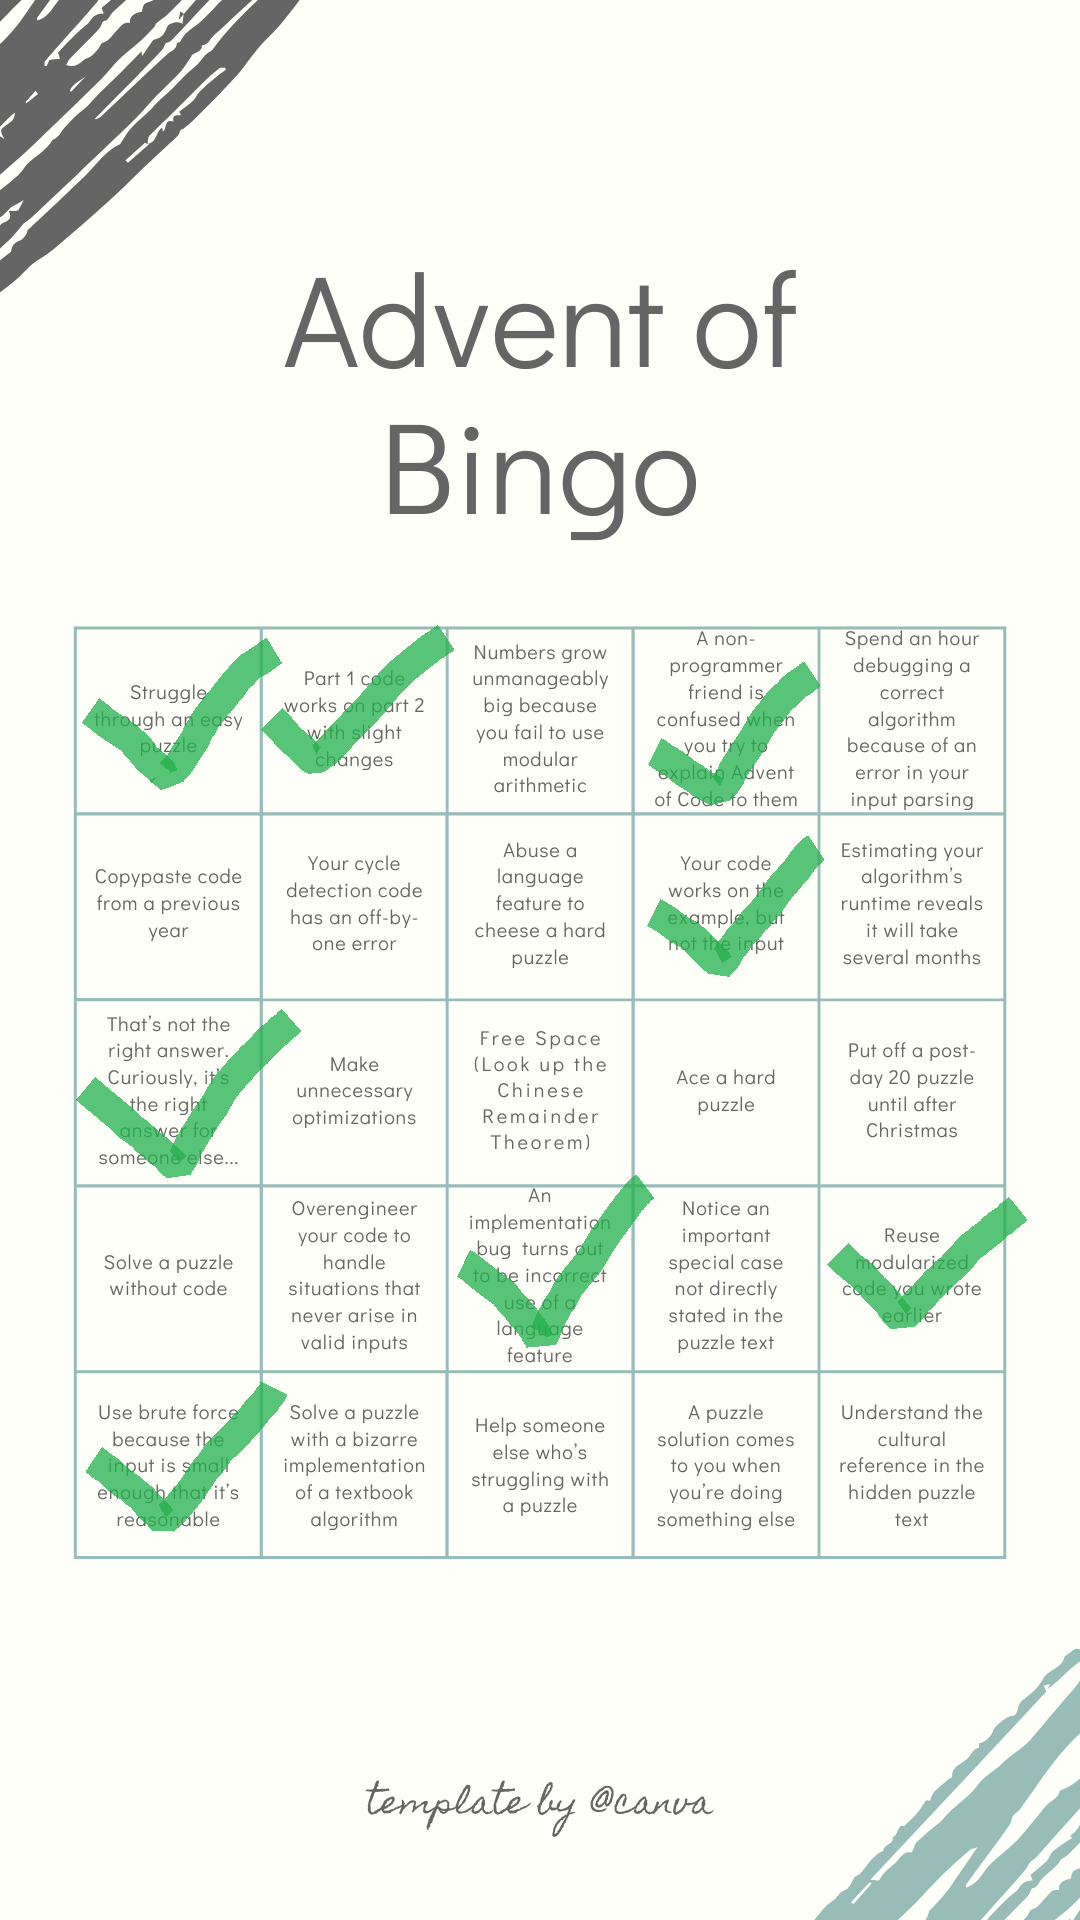 Advent of
Bingo
Struggle
through an easy
puzzle
Part 1 code
works on part 2
with slight
changes
Numbers grow
unmanageably
big because
you fail to use
modular
arithmetic
A non-
programmer
friend is
confused when
you try to
explain Advent
of Code to them
Spend an hour
debugging a
correct
algorithm
because of an
error in your
input parsing
Copypaste code
from a previous
year
Your cycle
detection code
has an off-by-
one error
Abuse a
language
feature to
cheese a hard
puzzle
Your code
works on the
example, but
not the input
Estimating your
algorithm's
runtime reveals
it will take
several months
That's not the
right answer.
Curiously, it's
the right
answer for
someone else...
Make
unnecessary
optimizations
Free Space
(Look up the
Chinese
Remainder
Theorem)
Ace a hard
puzzle
Put off a post-
day 20 puzzle
until after
Christmas
Solve a puzzle
without code
Overengineer
your code to
handle
situations that
never arise in
valid inputs
An
implementation
bug turns out
to be incorrect
use of a
language
feature
Notice an
important
special case
not directly
stated in the
puzzle text
Reuse
modularized
code you wrote
earlier
Use brute force
because the
input is small
enough that it's
reasonable
Solve a puzzle
with a bizarre
implementation
of a textbook
algorithm
Help someone
else who's
struggling with
a puzzle
A puzzle
solution comes
to you when
you're doing
something else
Understand the
cultural
reference in the
hidden puzzle
text
template by @canva